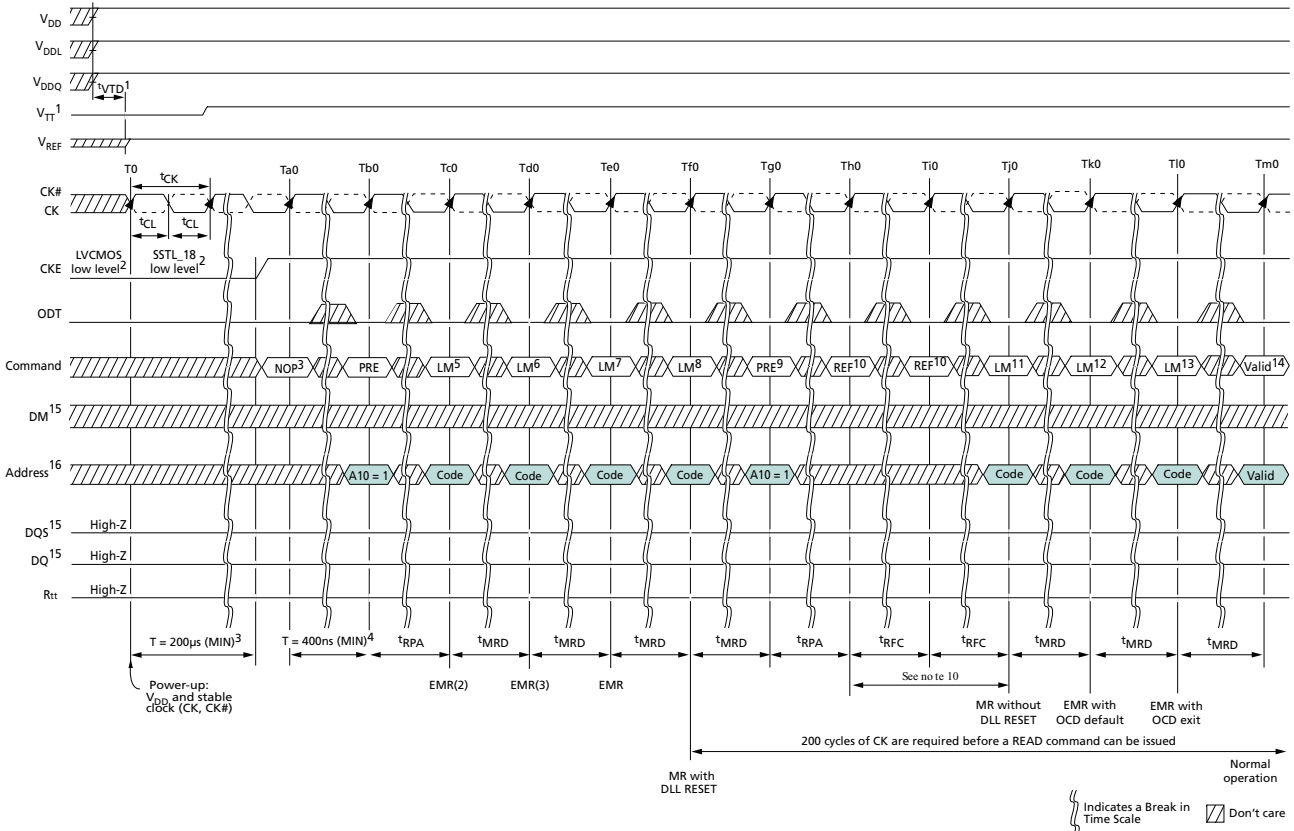 VDD
VDDL
VDDQ
tVTD1
VTT1
VREF
T0 Ta0 Tb0 Tc0 Td0 Te0 Tf0 Tg0 Th0 Ti0 Tj0 Tk0 Tl0 Tm0
tCK
CK#
CK
tCL tCL
LVCMOS low level2
SSTL_18 low level2
CKE
ODT
Command NOP3 PRE LM5 LM6 LM7 LM8 PRE9 REF10 REF10 LM11 LM12 LM13 Valid14
DM15
Address16 A10 = 1 Code Code Code Code A10 = 1 Code Code Code Valid
DQS15 High-Z
DQ15 High-Z
Rtt High-Z
T = 200µs (MIN)3 T = 400ns (MIN)4 tRPA tMRD tMRD tMRD tMRD tRPA tRFC tRFC tMRD tMRD tMRD
Power-up:
VDD and stable
clock (CK, CK#)
EMR(2) EMR(3) EMR
See no te 10
MR without
DLL RESET
EMR with
OCD default
EMR with
OCD exit
200 cycles of CK are required before a READ command can be issued
MR with
DLL RESET
Normal
operation
Indicates a Break in
Time Scale
Don't care